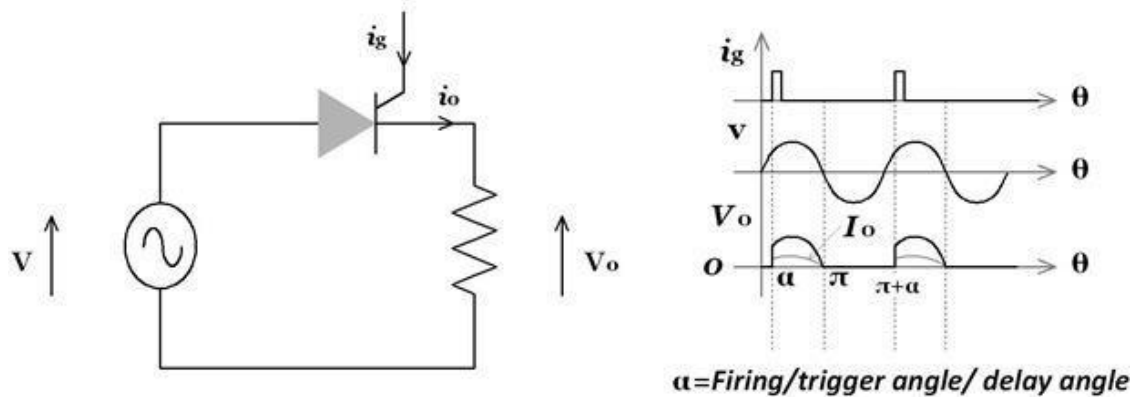 ig
io
V
Vo
ig
θ
v
θ
Vo
Io
o
θ
α
π
π+α
α=Firing/trigger angle/ delay angle